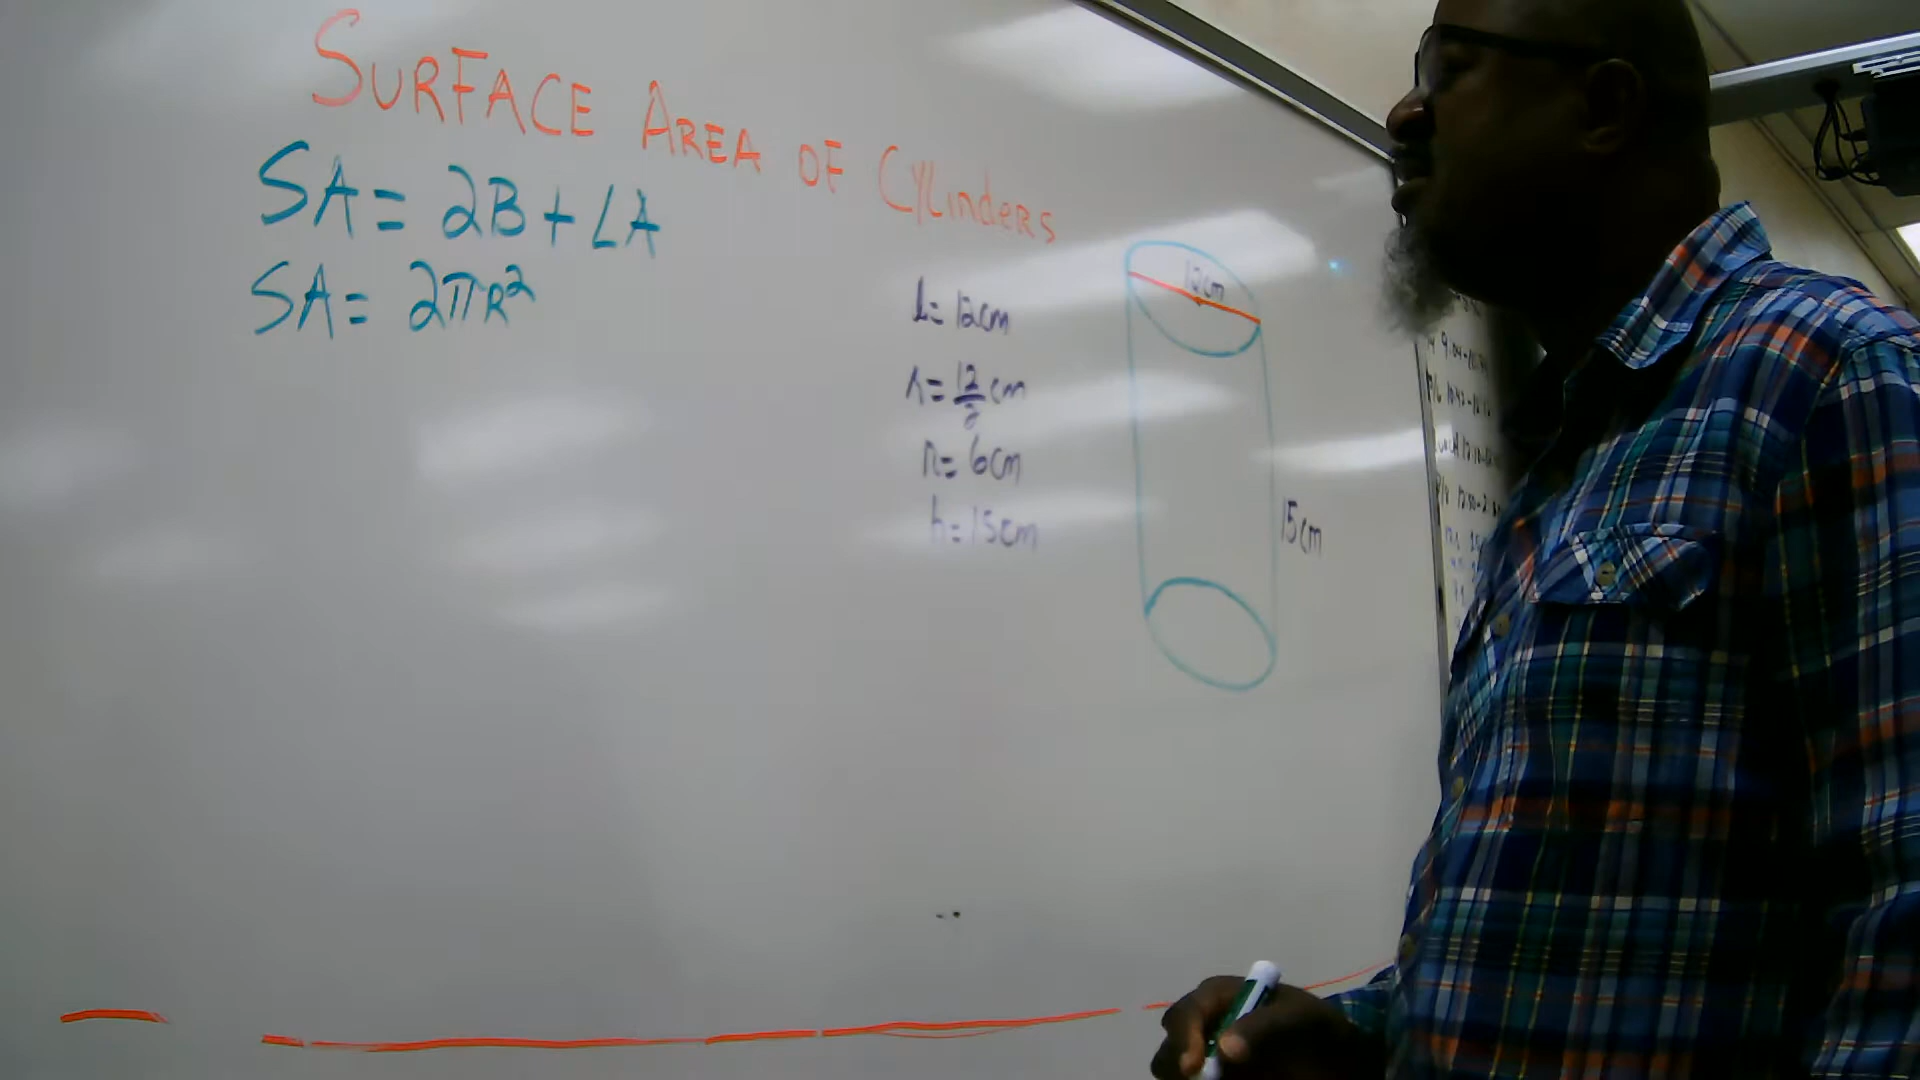 SURFACE AREA OF CYLINDERS
SA = 2B + LA
SA = 2πR²
d = 12cm
r = 12/2 cm
r = 6cm
h = 15cm
12cm
15cm